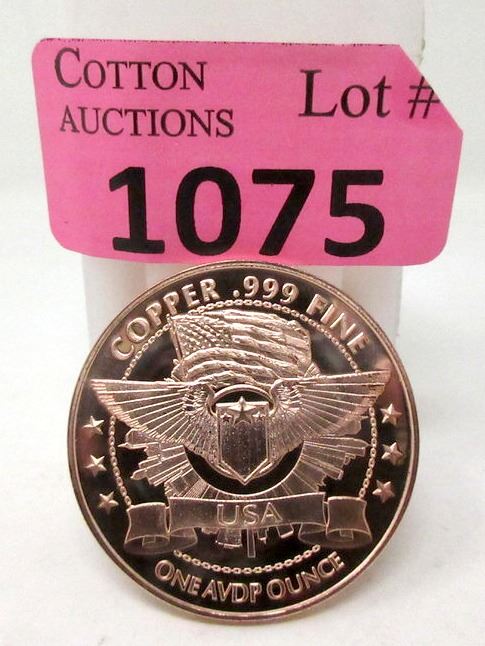 COTTON
AUCTIONS
Lot #
1075
COPPER .999 FINE
USA
ONE AVDP OUNCE